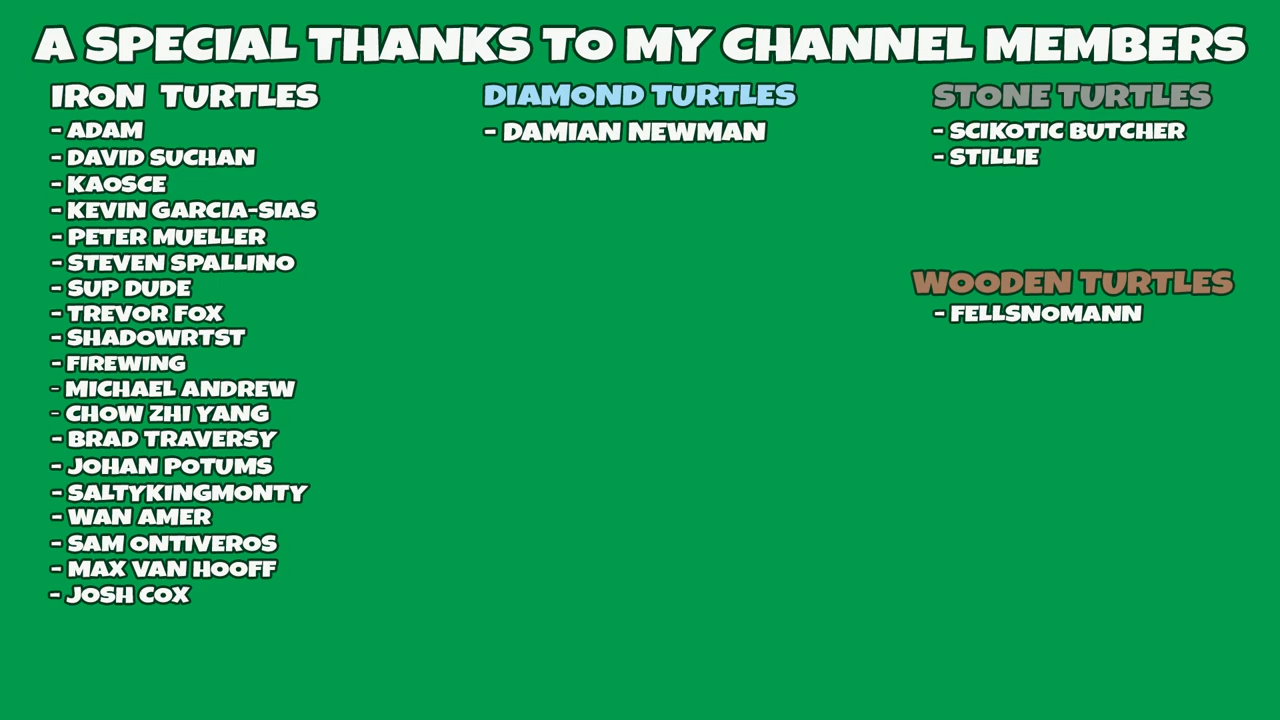 A SPECIAL THANKS TO MY CHANNEL MEMBERS
IRON TURTLES
- ADAM
- DAVID SUCHAN
- KAOSCE
- KEVIN GARCIA-SIAS
- PETER MUELLER
- STEVEN SPALLINO
- SUP DUDE
- TREVOR FOX
- SHADOWRTST
- FIREWING
- MICHAEL ANDREW
- CHOW ZHI YANG
- BRAD TRAVERSY
- JOHAN POTUMS
- SALTYKINGMONTY
- WAN AMER
- SAM ONTIVEROS
- MAX VAN HOOFF
- JOSH COX
DIAMOND TURTLES
- DAMIAN NEWMAN
STONE TURTLES
- SCIKOTIC BUTCHER
- STILLIE
WOODEN TURTLES
- FELLSNOMANN